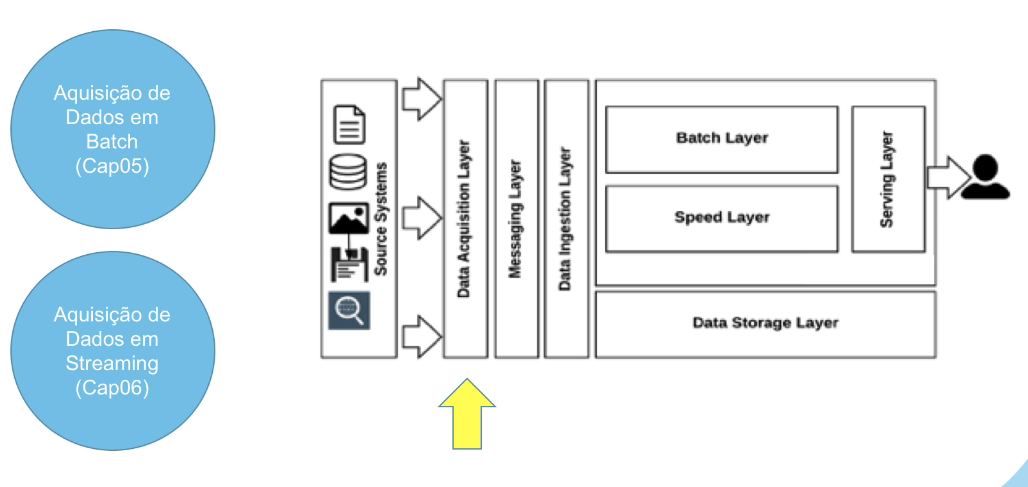 Aquisição de
Dados em
Batch
(Cap05)
Aquisição de
Dados em
Streaming
(Cap06)
Source Systems
Data Acquisition Layer
Messaging Layer
Data Ingestion Layer
Batch Layer
Speed Layer
Serving Layer
Data Storage Layer